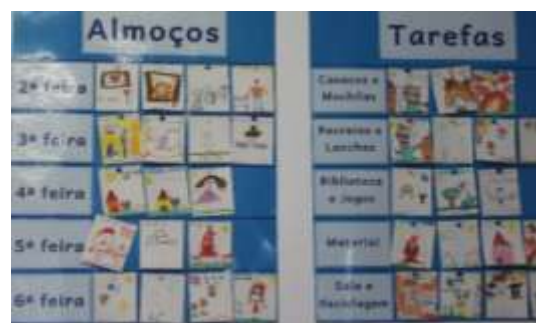 Almoços
2ª feira
3ª feira
4ª feira
5ª feira
6ª feira
Tarefas
Casacos e
Mochilas
Recreios e
Lanches
Biblioteca
e Jogos
Material
Sala e
Reciclagem